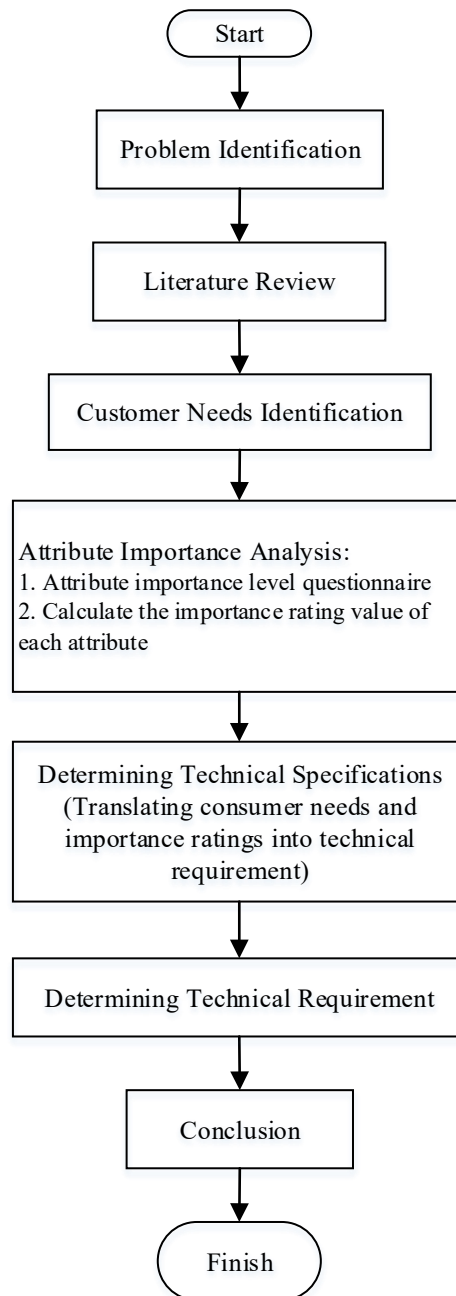 Start
Problem Identification
Literature Review
Customer Needs Identification
Attribute Importance Analysis:
1. Attribute importance level questionnaire
2. Calculate the importance rating value of
each attribute
Determining Technical Specifications
(Translating consumer needs and
importance ratings into technical
requirement)
Determining Technical Requirement
Conclusion
Finish